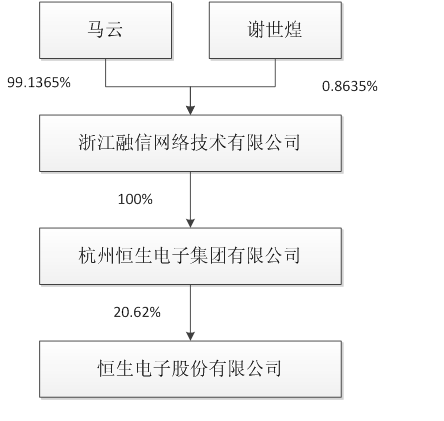 马云
谢世煌
99.1365%
0.8635%
浙江融信网络技术有限公司
100%
杭州恒生电子集团有限公司
20.62%
恒生电子股份有限公司